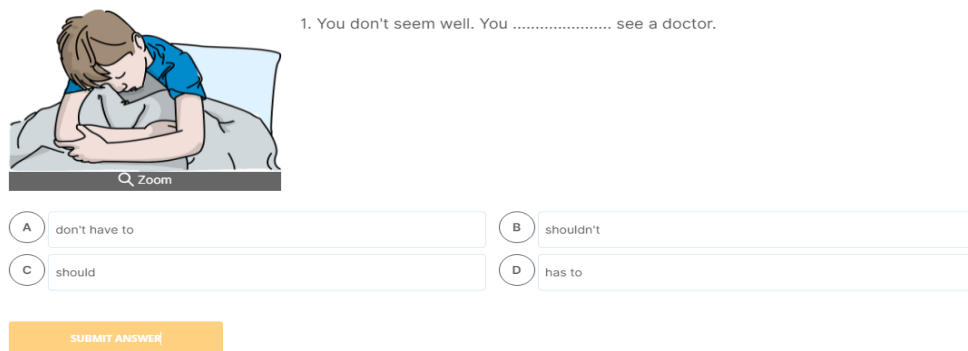 1. You don't seem well. You ...................... see a doctor.
Zoom
A don't have to
B shouldn't
C should
D has to
SUBMIT ANSWER